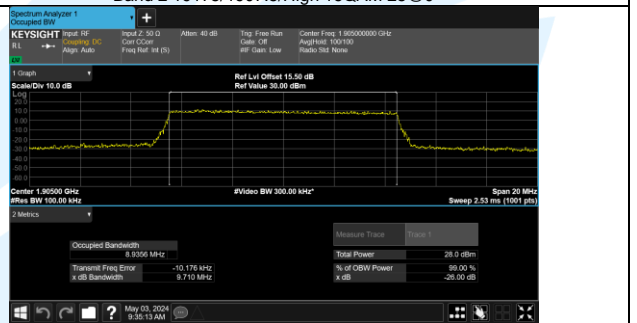 Spectrum Analyzer 1
Occupied BW
KEYSIGHT Input: RF Input Z: 50 Ω Atten: 40 dB Trig: Free Run Center Freq: 1.905000000 GHz
RL Coupling: DC Corr CCorr Gate: Off Avg|Hold: 100/100
Align: Auto Freq Ref: Int (S) #IF Gain: Low Radio Std: None
1 Graph Ref Lvl Offset 15.50 dB
Scale/Div 10.0 dB Ref Value 30.00 dBm
Log
20.0
10.0
0.00
-10.0
-20.0
-30.0
-40.0
-50.0
-60.0
Center 1.90500 GHz #Video BW 300.00 kHz* Span 20 MHz
#Res BW 100.00 kHz Sweep 2.53 ms (1001 pts)
2 Metrics
Measure Trace Trace 1
Occupied Bandwidth
8.9356 MHz Total Power 28.0 dBm
Transmit Freq Error -10.176 kHz % of OBW Power 99.00 %
x dB Bandwidth 9.710 MHz x dB -26.00 dB
May 03, 2024
9:35:13 AM